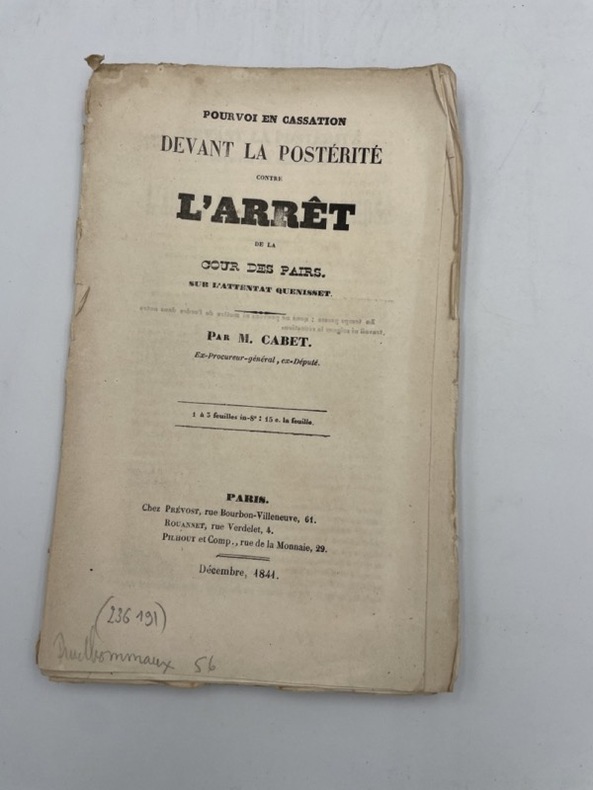 POURVOI EN CASSATION
DEVANT LA POSTÉRITÉ
CONTRE
L'ARRÊT
DE LA
COUR DES PAIRS.
SUR L'ATTENTAT QUENISSET.
PAR M. CABET.
Ex-Procureur-général, ex-Député.
1 à 3 feuilles in-8°: 15 c. la feuille.
PARIS.
Chez PRÉVOST, rue Bourbon-Villeneuve, 61.
ROUANNET, rue Verdelet, 4.
PILHOUT et Comp., rue de la Monnaie, 29.
Décembre, 1841.
(236 191)
56